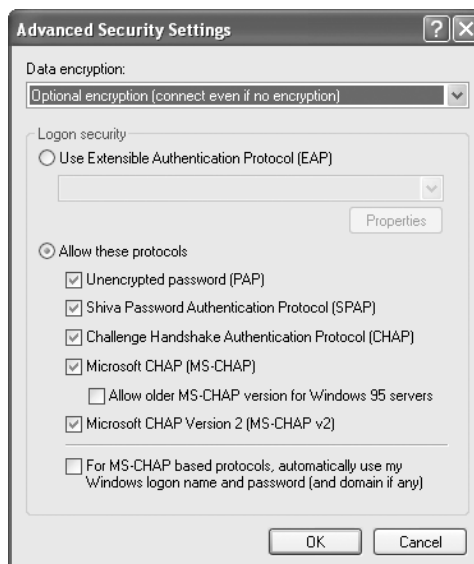 Advanced Security Settings
Data encryption:
Optional encryption (connect even if no encryption)
Logon security
Use Extensible Authentication Protocol (EAP)
Properties
Allow these protocols
Unencrypted password (PAP)
Shiva Password Authentication Protocol (SPAP)
Challenge Handshake Authentication Protocol (CHAP)
Microsoft CHAP (MS-CHAP)
Allow older MS-CHAP version for Windows 95 servers
Microsoft CHAP Version 2 (MS-CHAP v2)
For MS-CHAP based protocols, automatically use my
Windows logon name and password (and domain if any)
OK Cancel